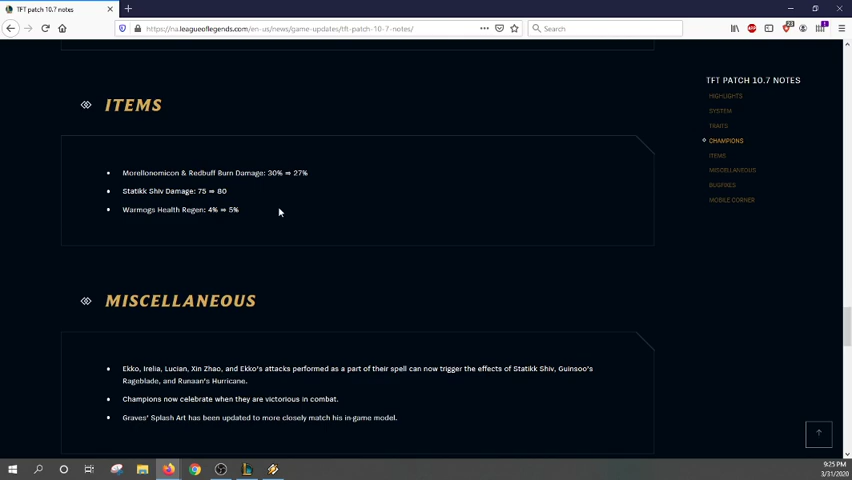 TFT patch 10.7 notes
https://na.leagueoflegends.com/en-us/news/game-updates/tft-patch-10-7-notes/
Search
23
1
TFT PATCH 10.7 NOTES
HIGHLIGHTS
SYSTEM
TRAITS
CHAMPIONS
ITEMS
MISCELLANEOUS
BUGFIXES
MOBILE CORNER
ITEMS
Morellonomicon & Redbuff Burn Damage: 30% ⇒ 27%
Statikk Shiv Damage: 75 ⇒ 80
Warmogs Health Regen: 4% ⇒ 5%
MISCELLANEOUS
Ekko, Irelia, Lucian, Xin Zhao, and Ekko's attacks performed as a part of their spell can now trigger the effects of Statikk Shiv, Guinsoo's
Rageblade, and Runaan's Hurricane.
Champions now celebrate when they are victorious in combat.
Graves' Splash Art has been updated to more closely match his in-game model.
9:25 PM
3/31/2020